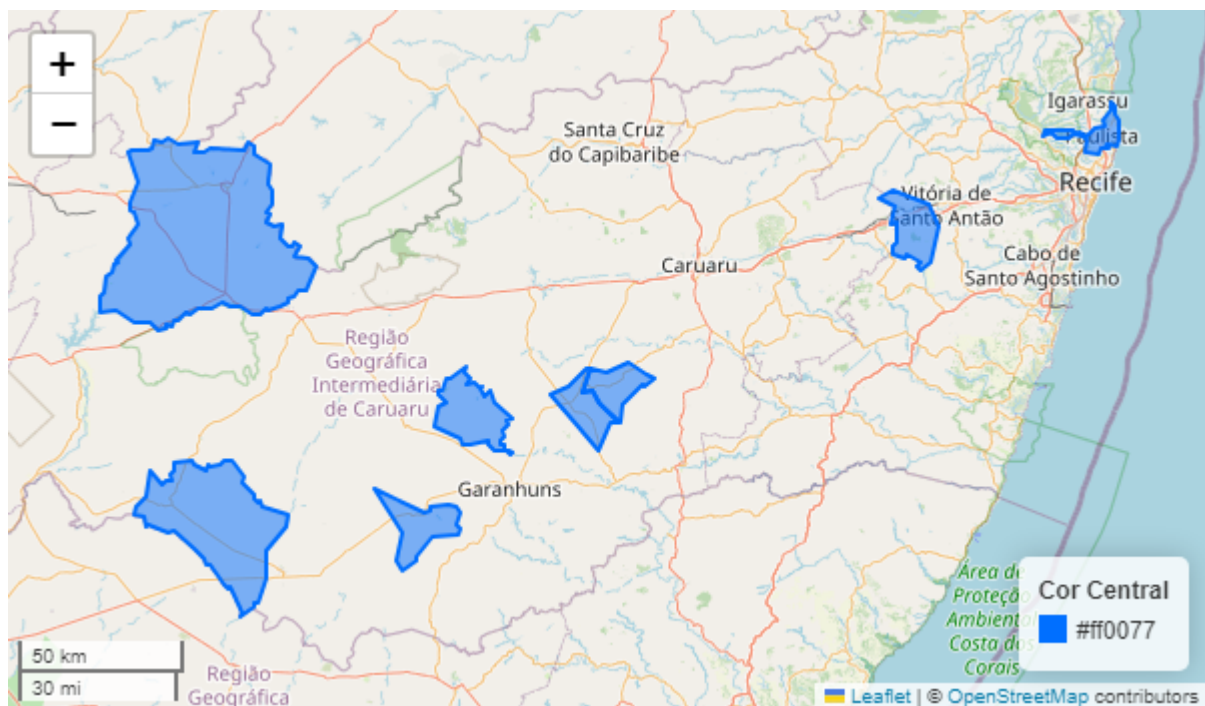 +
−
Santa Cruz
do Capibaribe
Igarassu
Paulista
Recife
Vitória de
Santo Antão
Caruaru
Cabo de
Santo Agostinho
Região
Geográfica
Intermediária
de Caruaru
Garanhuns
Área de
Proteção
Ambiental
Costa dos
Corais
Cor Central
#ff0077
50 km
30 mi
Região
Geográfica
Leaflet | © OpenStreetMap contributors